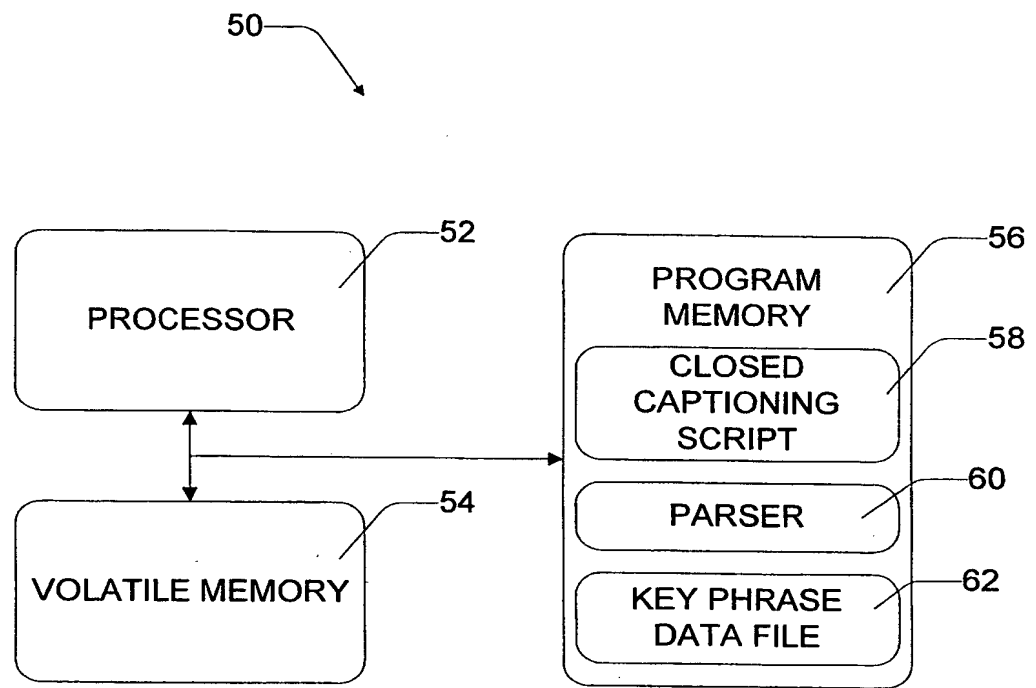 50
52
PROCESSOR
54
VOLATILE MEMORY
56
PROGRAM
MEMORY
58
CLOSED
CAPTIONING
SCRIPT
60
PARSER
62
KEY PHRASE
DATA FILE